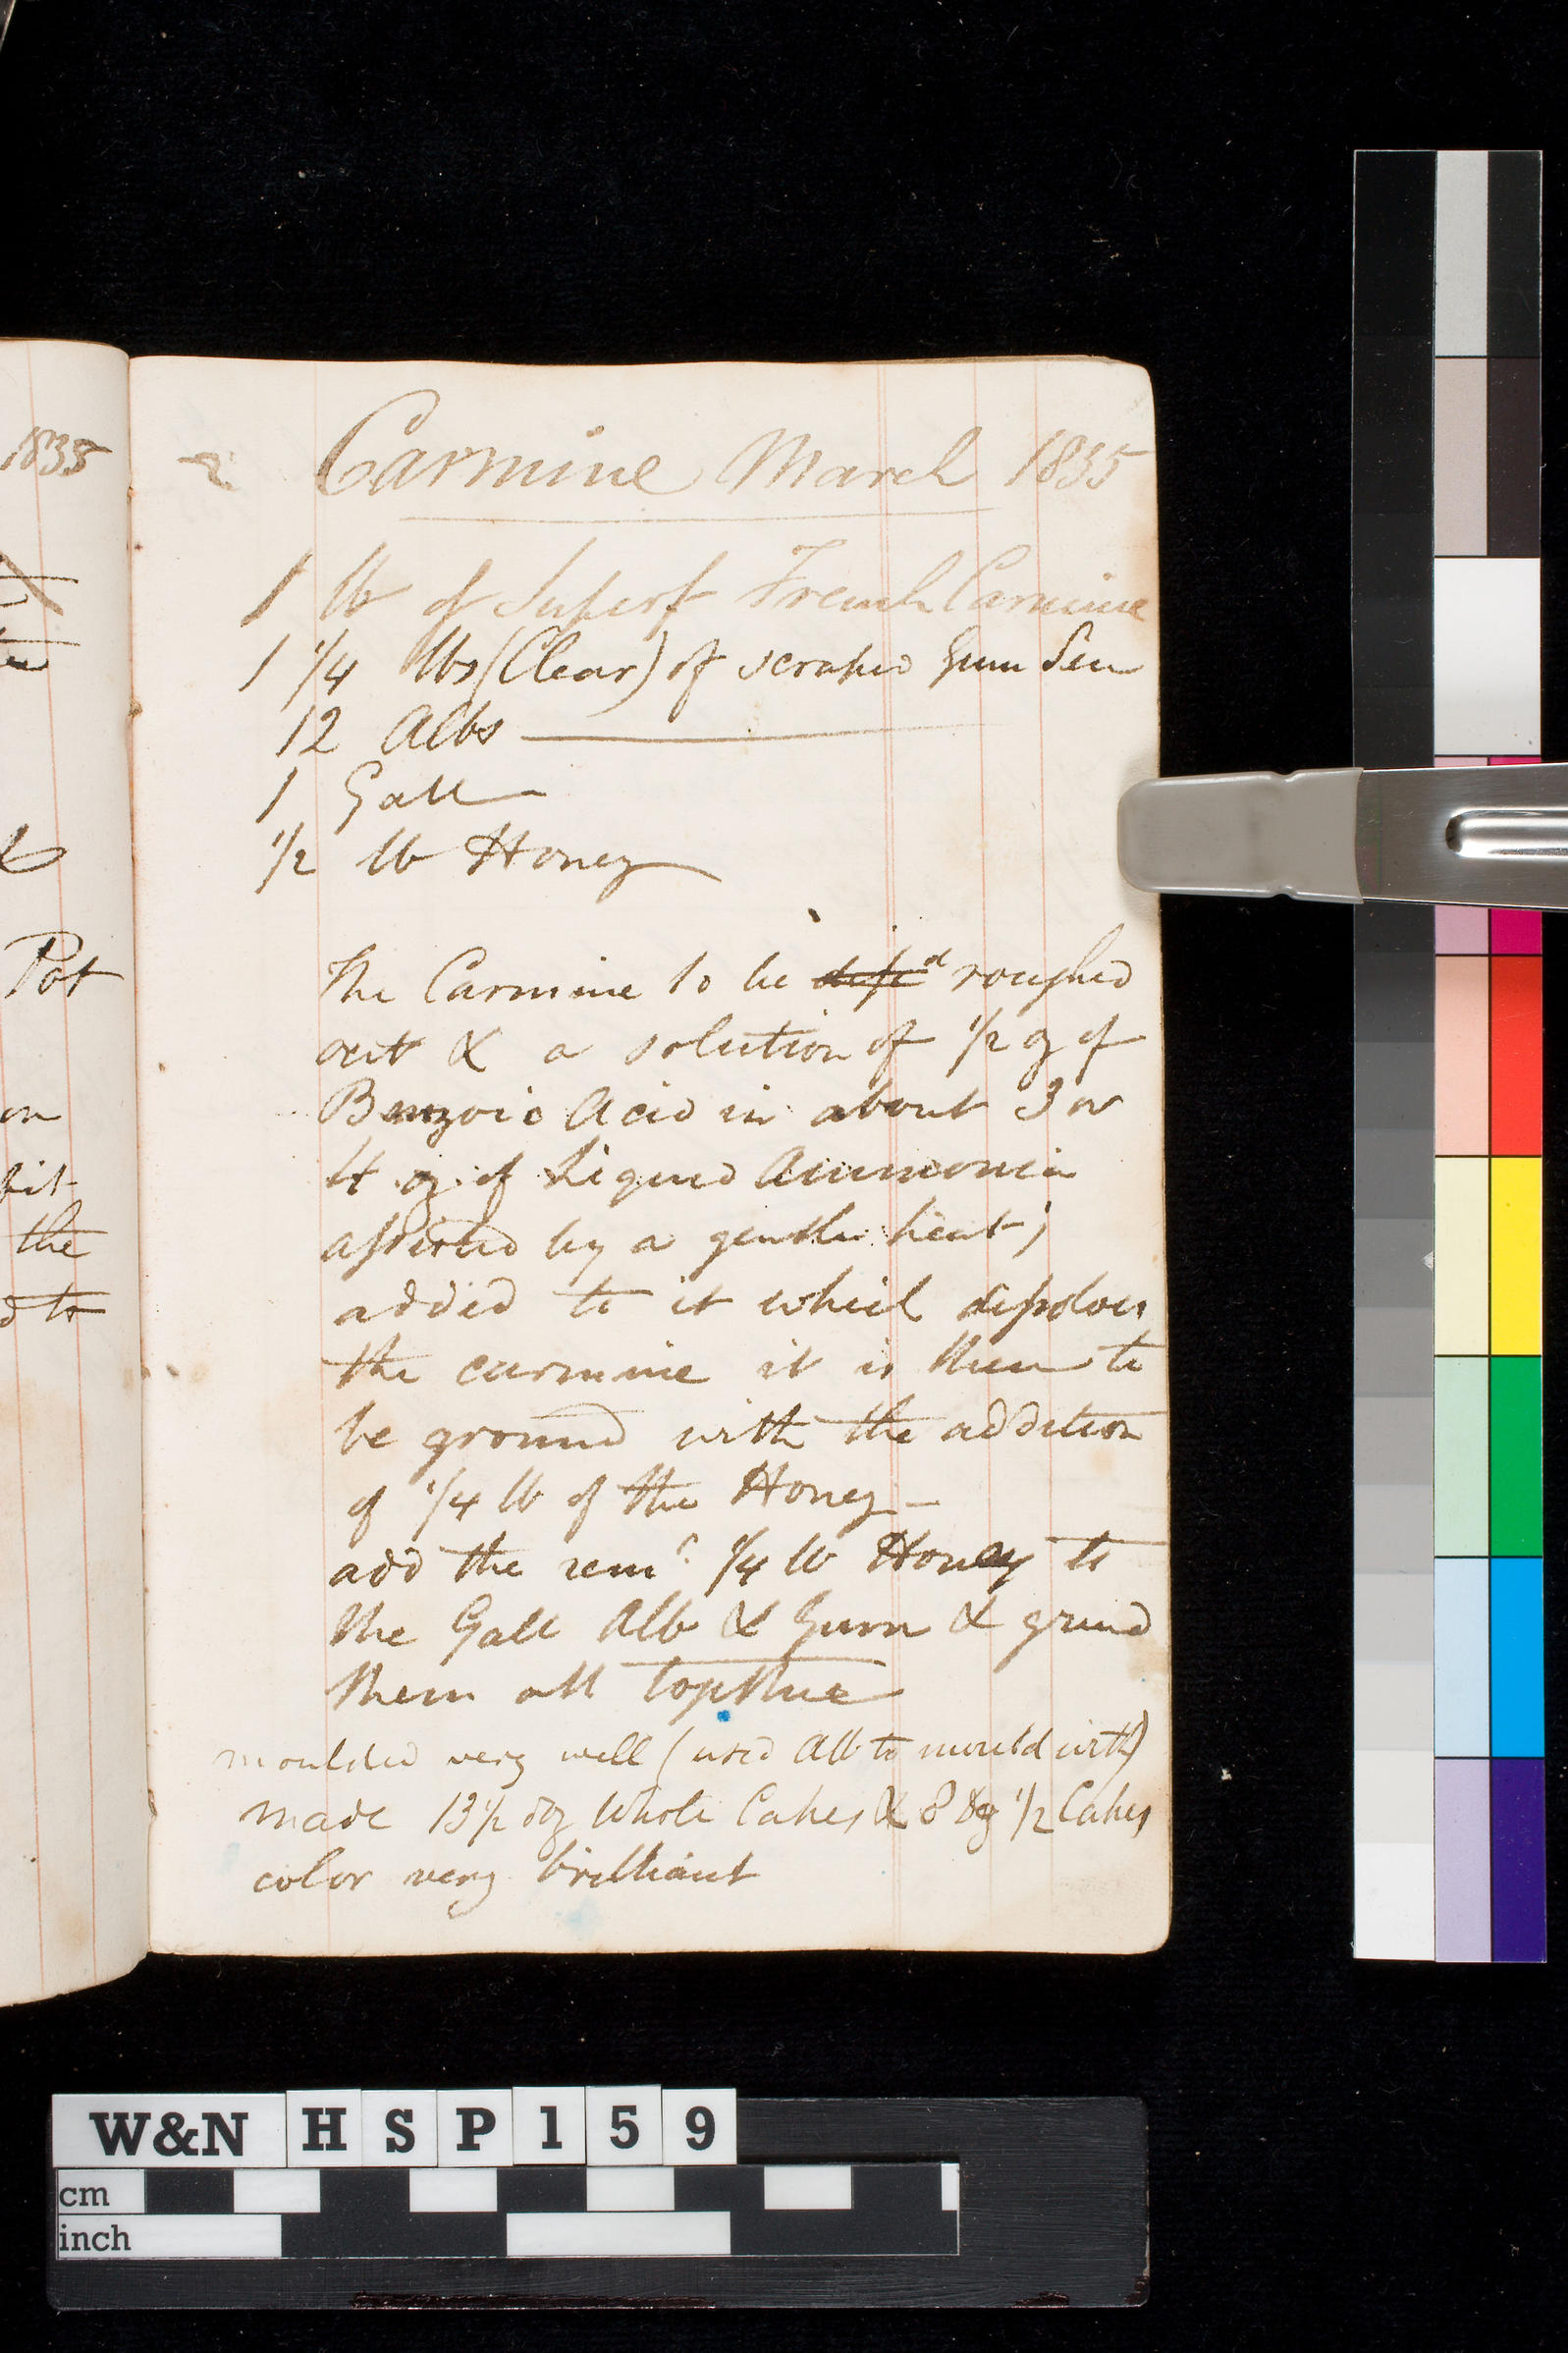 1835
Pot
on
the
to
Carmine March 1835
1 lb of Superf French Carmine
1 1/4 lbs (Clear) of scraped Gum Sen
12 Albs
1 Gall
1/2 lb Honey
The Carmine to be roughed
out & a solution of 1/2 oz of
Benzoic Acid in about 3 or
4 oz of Liquid Ammonia
assisted by a gentle heat;
added to it which dissolves
the carmine it is then to
be ground with the addition
of 1/4 lb of the Honey –
add the remr 1/4 lb Honey to
the Gall Alb & Gum & grind
them all together
moulded very well (used Alb to mould with)
made 13 1/2 doz Whole Cakes & 8 doz 1/2 Cakes
color very brilliant
W&N HSP159
cm
inch